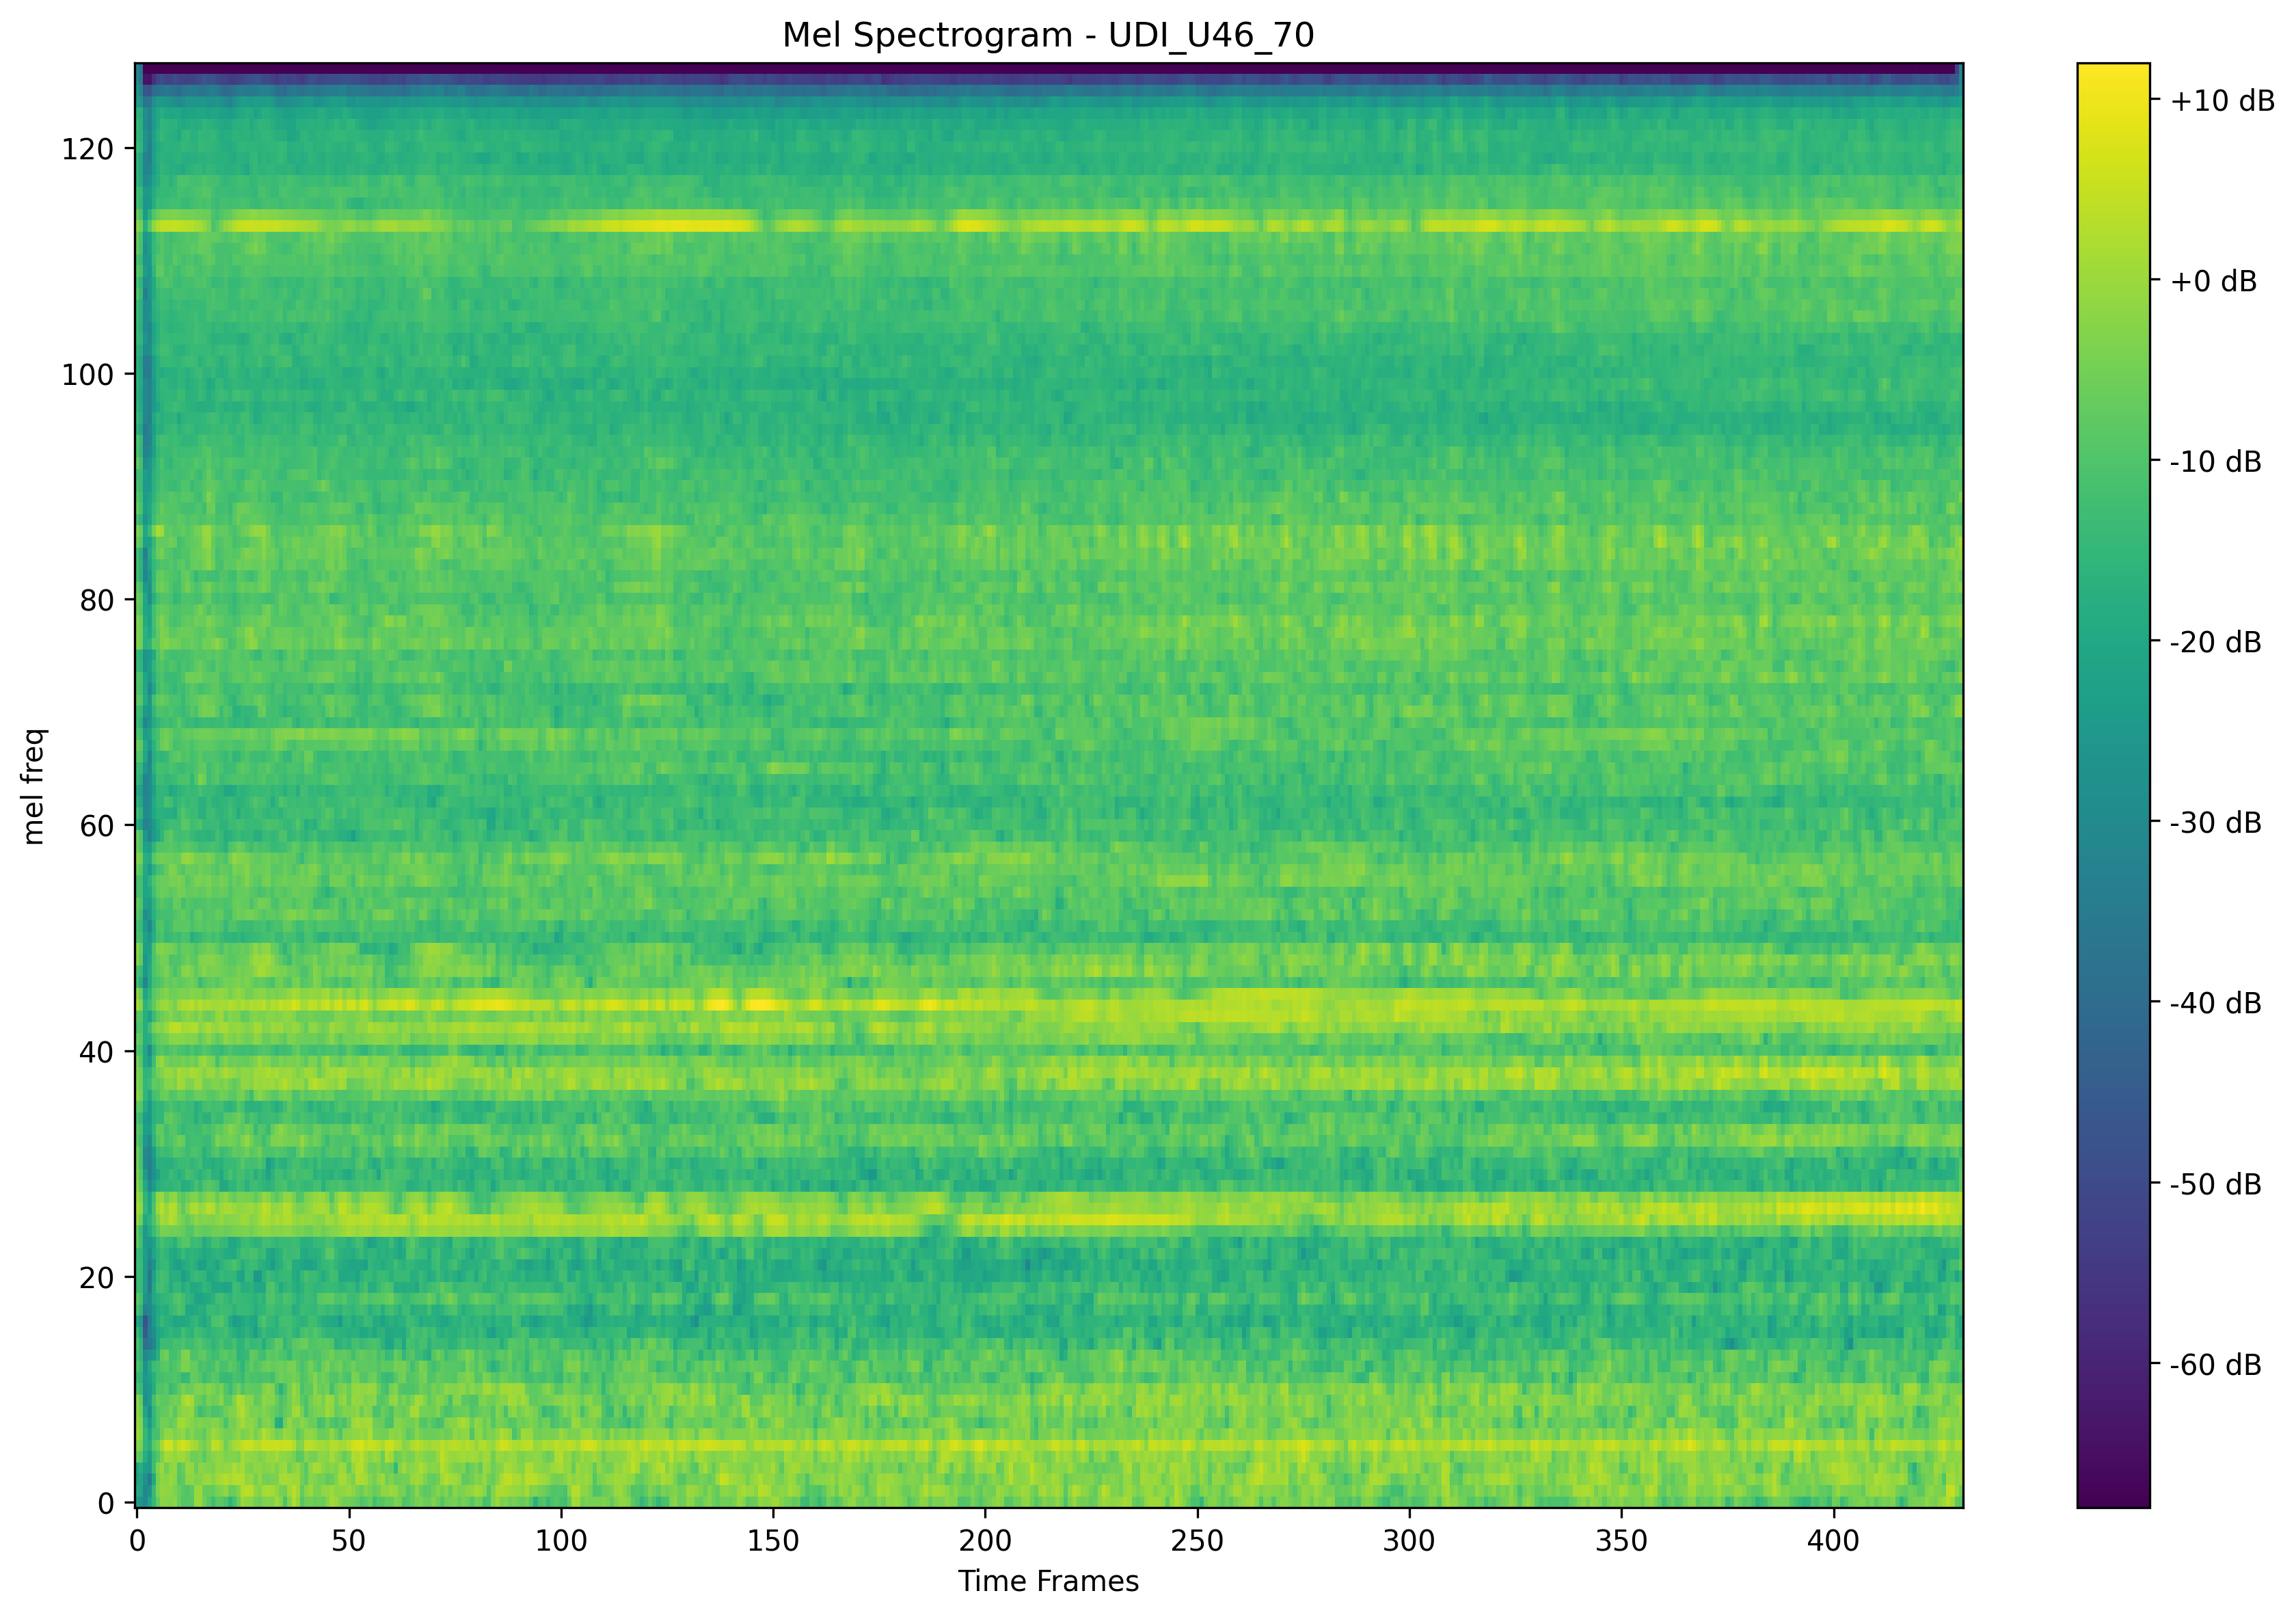 Mel Spectrogram - UDI_U46_70
mel freq
120
100
80
60
40
20
0
0 50 100 150 200 250 300 350 400
Time Frames
+10 dB
+0 dB
-10 dB
-20 dB
-30 dB
-40 dB
-50 dB
-60 dB